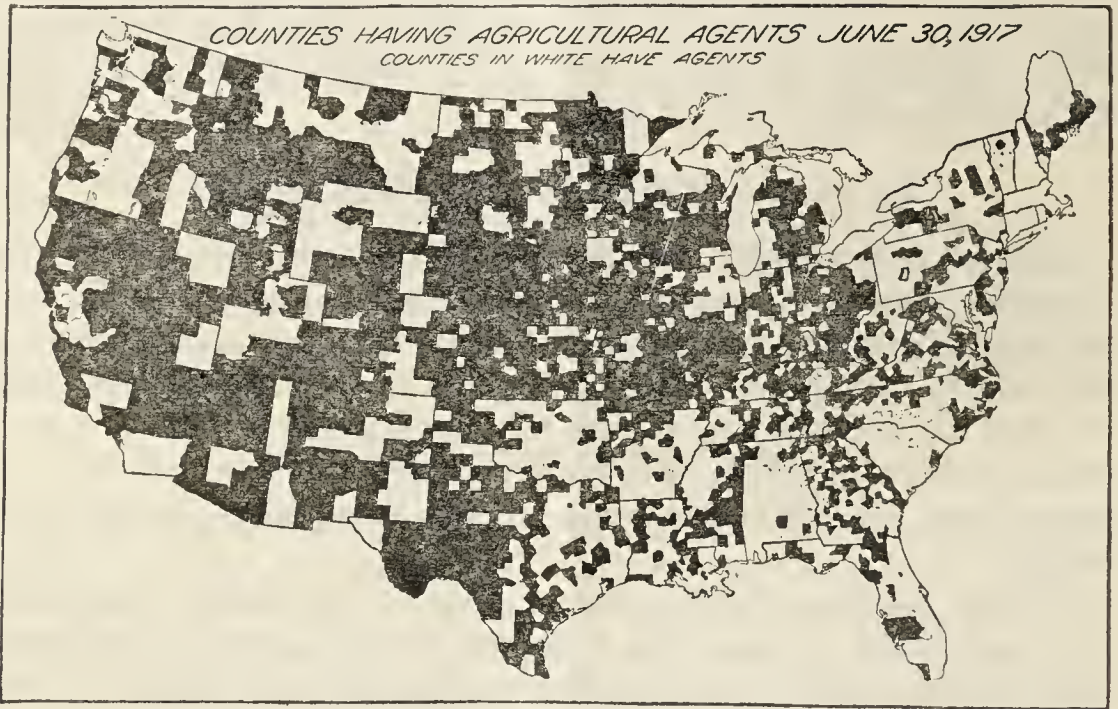 COUNTIES HAVING AGRICULTURAL AGENTS JUNE 30, 1917
COUNTIES IN WHITE HAVE AGENTS